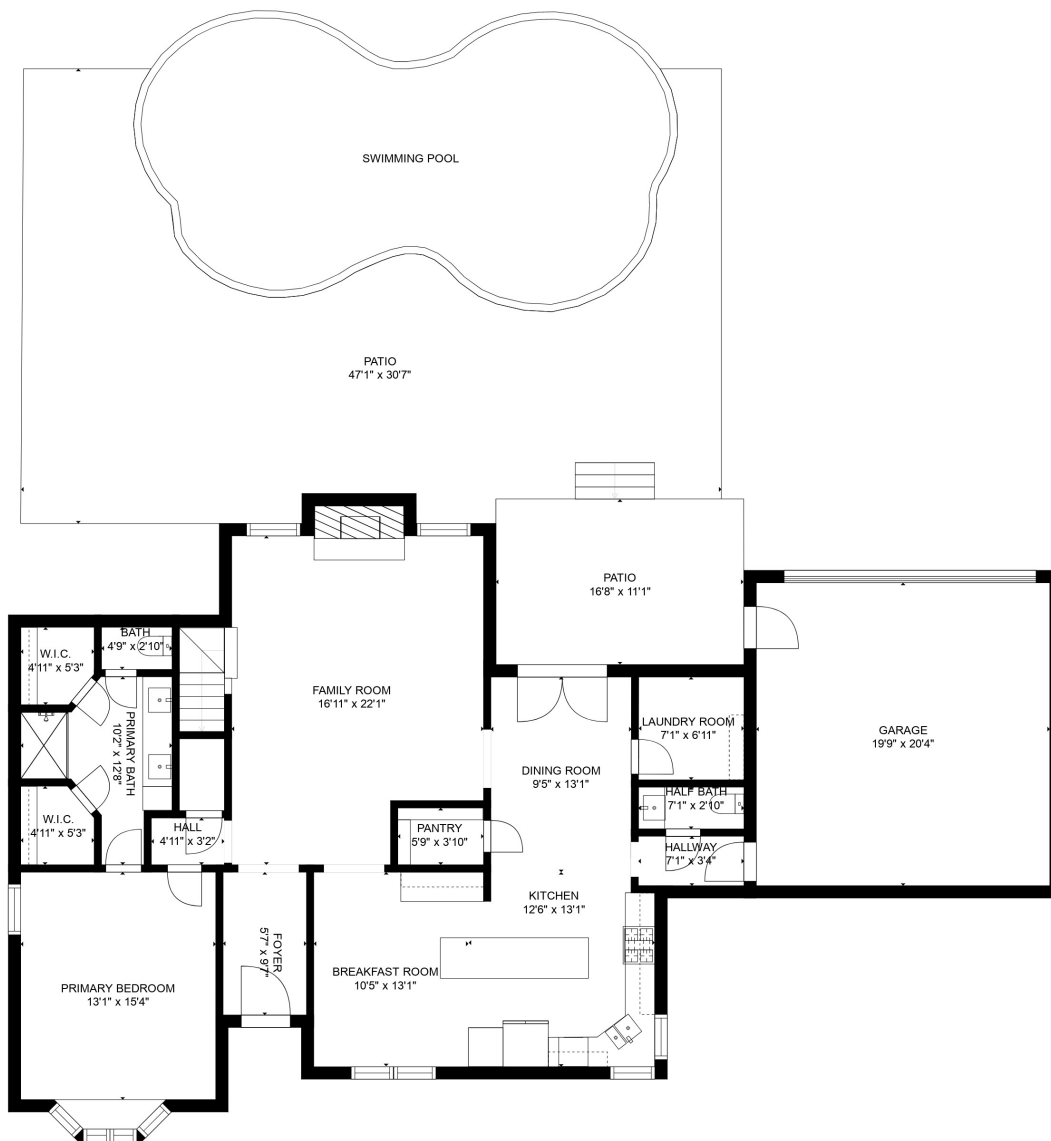 SWIMMING POOL
PATIO
47'1" x 30'7"
PATIO
16'8" x 11'1"
BATH
4'9" x 2'10"
W.I.C.
4'11" x 5'3"
FAMILY ROOM
16'11" x 22'1"
PRIMARY BATH
10'2" x 12'8"
LAUNDRY ROOM
7'1" x 6'11"
GARAGE
19'9" x 20'4"
DINING ROOM
9'5" x 13'1"
HALF BATH
7'1" x 2'10"
W.I.C.
4'11" x 5'3"
HALL
4'11" x 3'2"
PANTRY
5'9" x 3'10"
HALLWAY
7'1" x 3'4"
KITCHEN
12'6" x 13'1"
FOYER
5'7" x 9'7"
BREAKFAST ROOM
10'5" x 13'1"
PRIMARY BEDROOM
13'1" x 15'4"